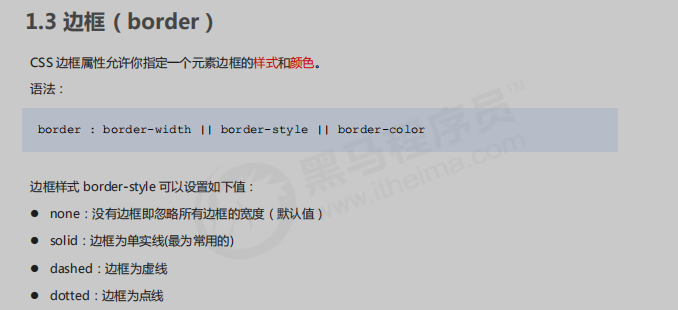 1.3 边框（border）
CSS 边框属性允许你指定一个元素边框的样式和颜色。
语法：
border : border-width || border-style || border-color
边框样式 border-style 可以设置如下值：
● none：没有边框即忽略所有边框的宽度（默认值）
● solid：边框为单实线(最为常用的)
● dashed：边框为虚线
● dotted：边框为点线
黑马程序员™
www.itheima.com